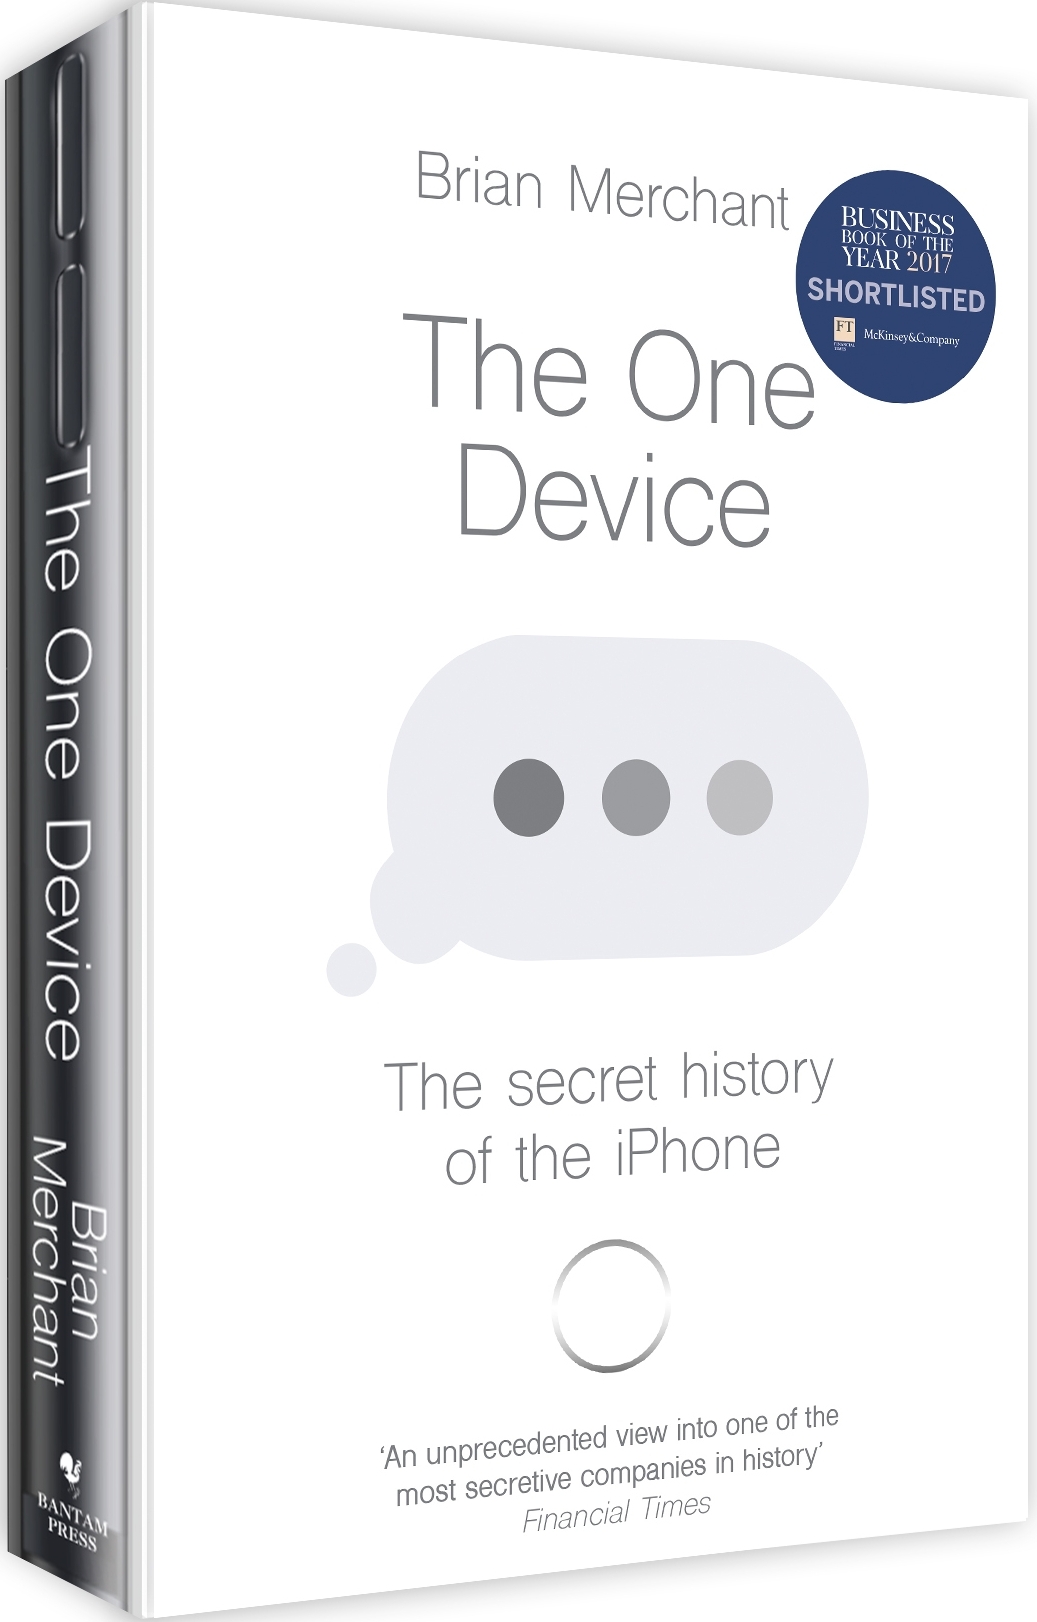 Brian Merchant
The One
Device
BUSINESS
BOOK OF THE
YEAR 2017
SHORTLISTED
FT
FINANCIAL
TIMES
McKinsey&Company
The secret history
of the iPhone
‘An unprecedented view into one of the
most secretive companies in history’
Financial Times
The One Device
Brian
Merchant
BANTAM
PRESS